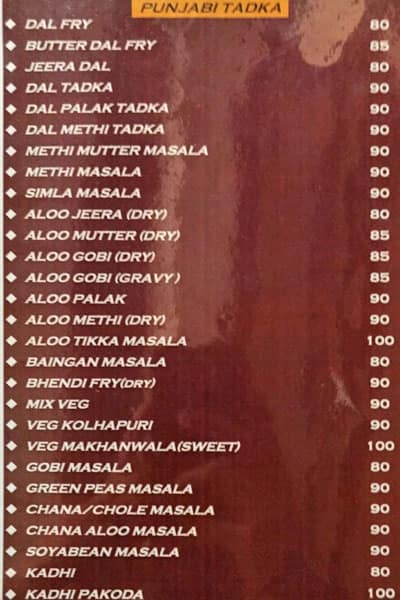 PUNJABI TADKA
DAL FRY 80
BUTTER DAL FRY 85
JEERA DAL 80
DAL TADKA 90
DAL PALAK TADKA 90
DAL METHI TADKA 90
METHI MUTTER MASALA 90
METHI MASALA 90
SIMLA MASALA 90
ALOO JEERA (DRY) 80
ALOO MUTTER (DRY) 85
ALOO GOBI (DRY) 85
ALOO GOBI (GRAVY) 85
ALOO PALAK 90
ALOO METHI (DRY) 90
ALOO TIKKA MASALA 100
BAINGAN MASALA 80
BHENDI FRY(DRY) 90
MIX VEG 90
VEG KOLHAPURI 90
VEG MAKHANWALA(SWEET) 100
GOBI MASALA 80
GREEN PEAS MASALA 90
CHANA/CHOLE MASALA 90
CHANA ALOO MASALA 90
SOYABEAN MASALA 90
KADHI 80
KADHI PAKODA 100